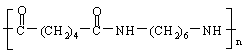 O O
[ C — (CH₂)₄ — C — NH — (CH₂)₆ — NH ]n